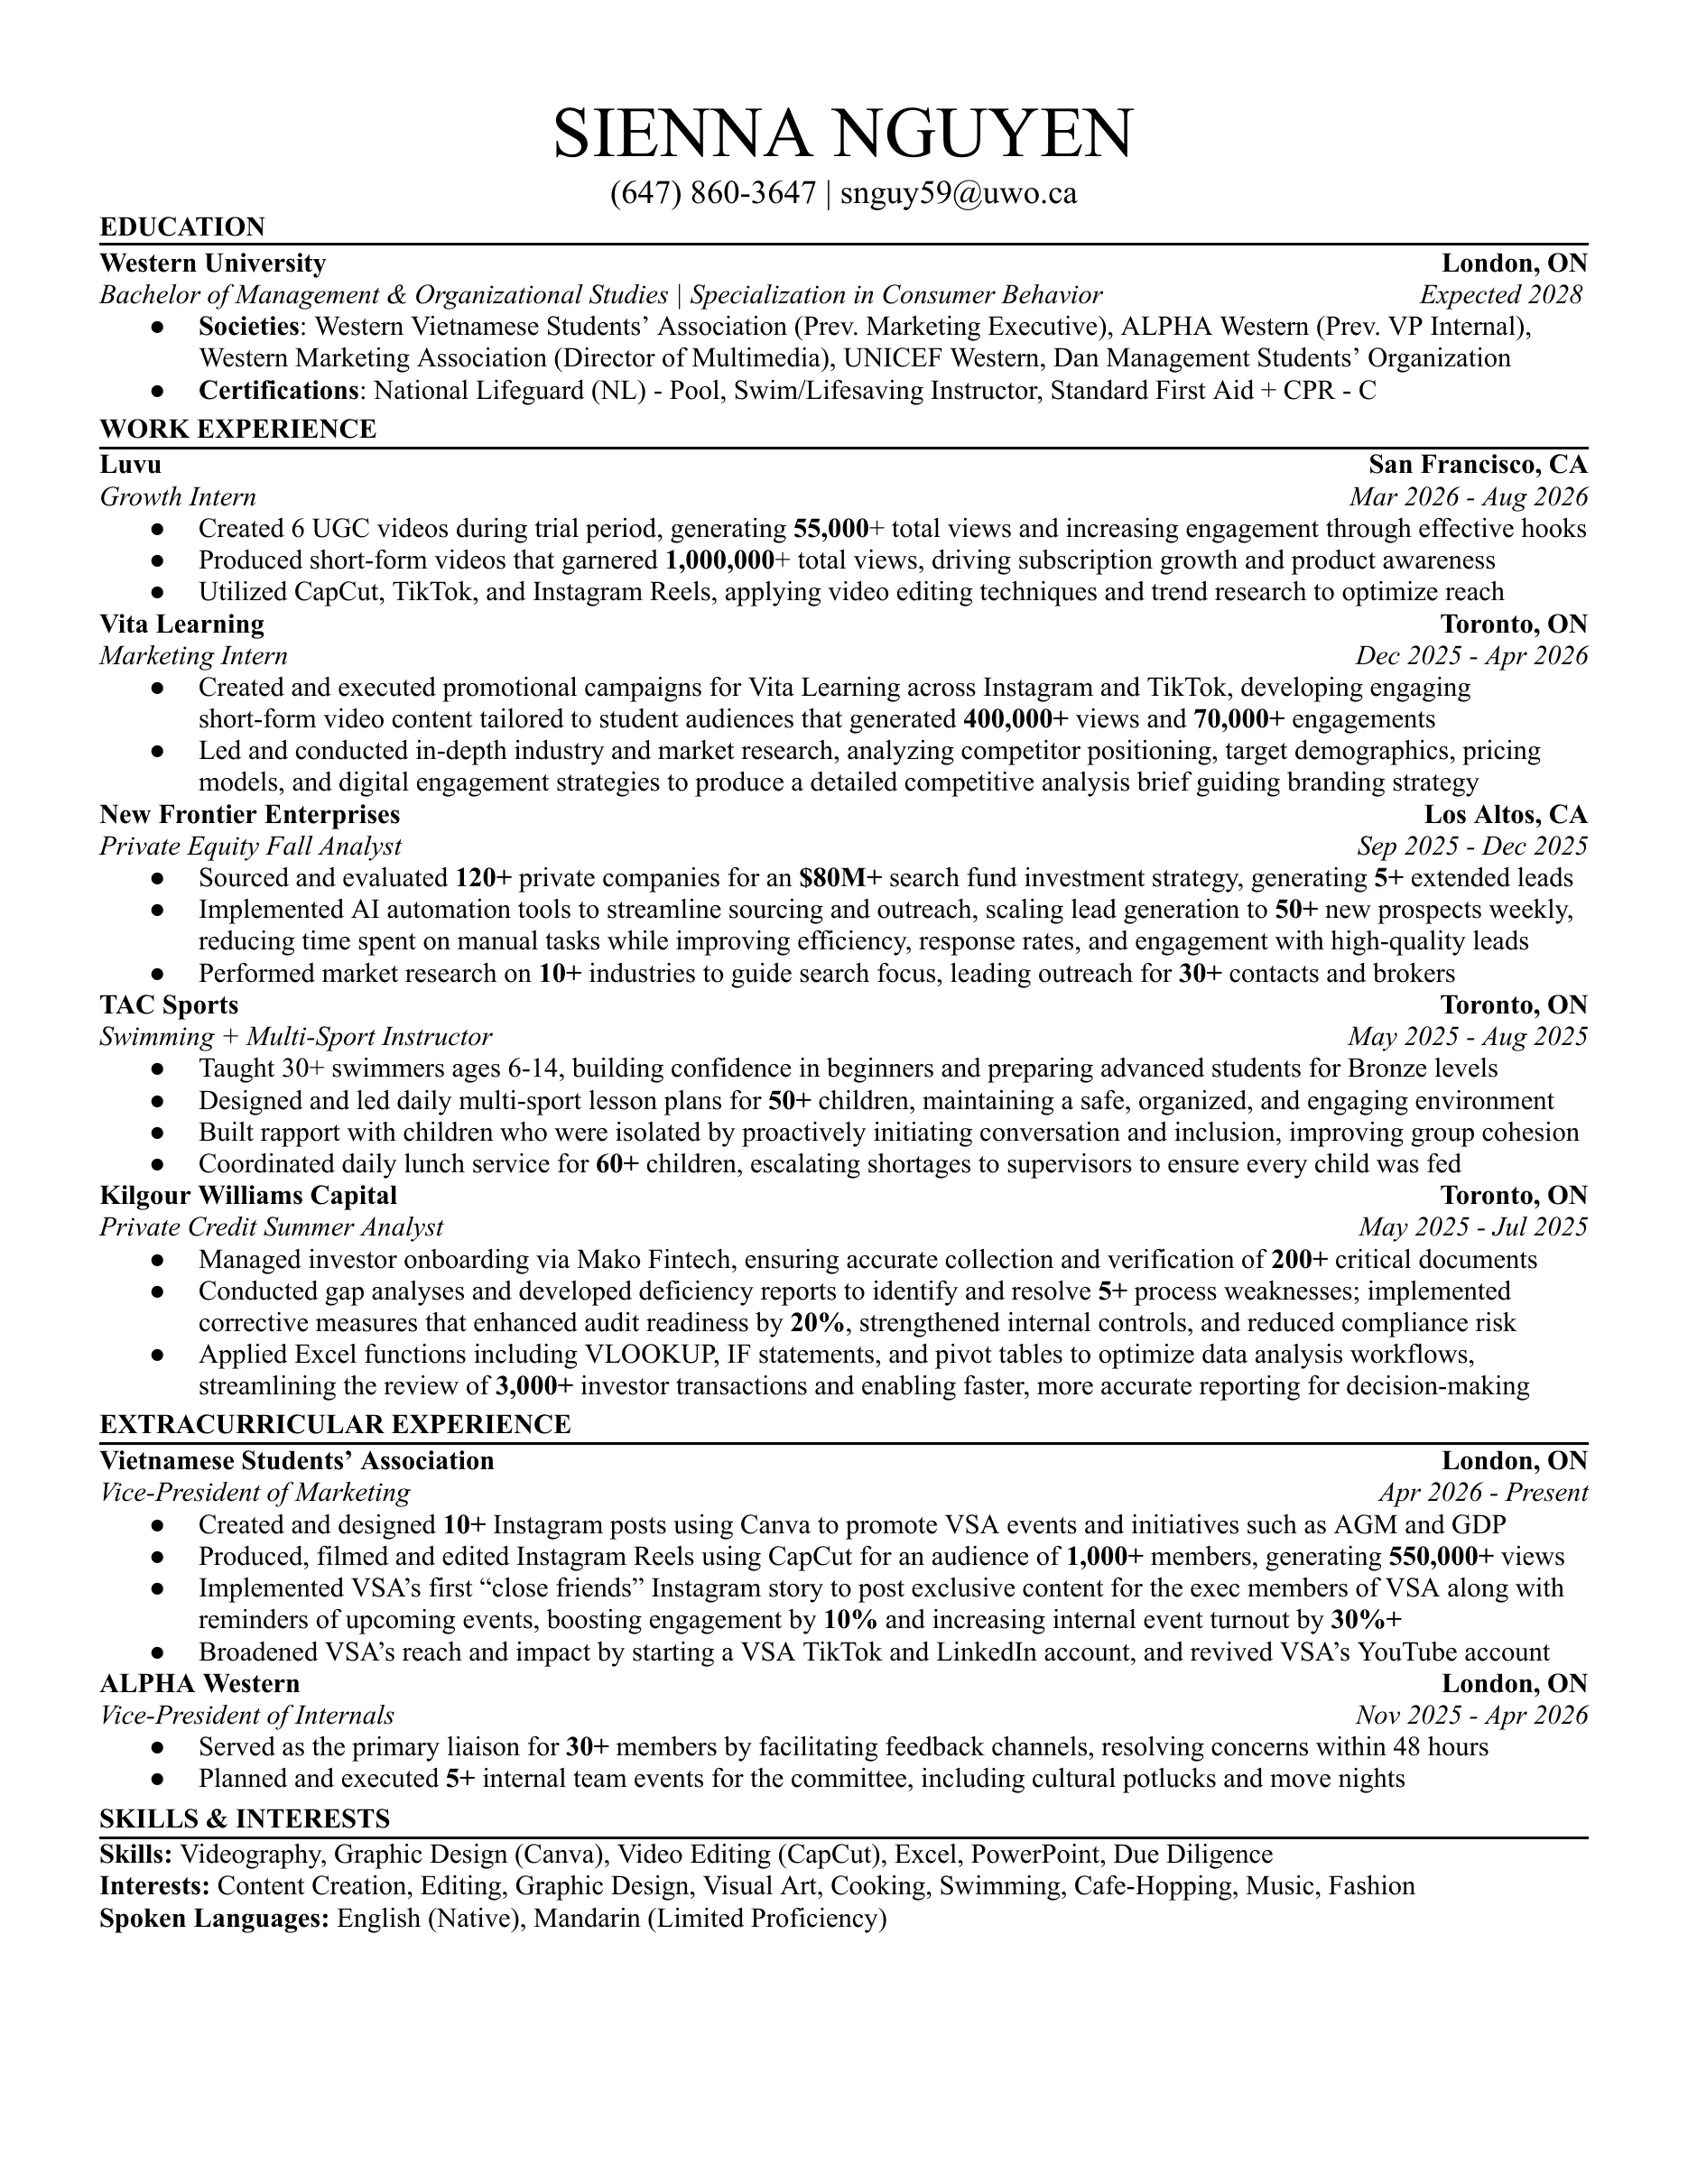 SIENNA NGUYEN
(647) 860-3647 | snguy59@uwo.ca
EDUCATION
Western University London, ON
Bachelor of Management & Organizational Studies | Specialization in Consumer Behavior Expected 2028
● Societies: Western Vietnamese Students’ Association (Prev. Marketing Executive), ALPHA Western (Prev. VP Internal),
Western Marketing Association (Director of Multimedia), UNICEF Western, Dan Management Students’ Organization
● Certifications: National Lifeguard (NL) - Pool, Swim/Lifesaving Instructor, Standard First Aid + CPR - C
WORK EXPERIENCE
Luvu San Francisco, CA
Growth Intern Mar 2026 - Aug 2026
● Created 6 UGC videos during trial period, generating 55,000+ total views and increasing engagement through effective hooks
● Produced short-form videos that garnered 1,000,000+ total views, driving subscription growth and product awareness
● Utilized CapCut, TikTok, and Instagram Reels, applying video editing techniques and trend research to optimize reach
Vita Learning Toronto, ON
Marketing Intern Dec 2025 - Apr 2026
● Created and executed promotional campaigns for Vita Learning across Instagram and TikTok, developing engaging
short-form video content tailored to student audiences that generated 400,000+ views and 70,000+ engagements
● Led and conducted in-depth industry and market research, analyzing competitor positioning, target demographics, pricing
models, and digital engagement strategies to produce a detailed competitive analysis brief guiding branding strategy
New Frontier Enterprises Los Altos, CA
Private Equity Fall Analyst Sep 2025 - Dec 2025
● Sourced and evaluated 120+ private companies for an $80M+ search fund investment strategy, generating 5+ extended leads
● Implemented AI automation tools to streamline sourcing and outreach, scaling lead generation to 50+ new prospects weekly,
reducing time spent on manual tasks while improving efficiency, response rates, and engagement with high-quality leads
● Performed market research on 10+ industries to guide search focus, leading outreach for 30+ contacts and brokers
TAC Sports Toronto, ON
Swimming + Multi-Sport Instructor May 2025 - Aug 2025
● Taught 30+ swimmers ages 6-14, building confidence in beginners and preparing advanced students for Bronze levels
● Designed and led daily multi-sport lesson plans for 50+ children, maintaining a safe, organized, and engaging environment
● Built rapport with children who were isolated by proactively initiating conversation and inclusion, improving group cohesion
● Coordinated daily lunch service for 60+ children, escalating shortages to supervisors to ensure every child was fed
Kilgour Williams Capital Toronto, ON
Private Credit Summer Analyst May 2025 - Jul 2025
● Managed investor onboarding via Mako Fintech, ensuring accurate collection and verification of 200+ critical documents
● Conducted gap analyses and developed deficiency reports to identify and resolve 5+ process weaknesses; implemented
corrective measures that enhanced audit readiness by 20%, strengthened internal controls, and reduced compliance risk
● Applied Excel functions including VLOOKUP, IF statements, and pivot tables to optimize data analysis workflows,
streamlining the review of 3,000+ investor transactions and enabling faster, more accurate reporting for decision-making
EXTRACURRICULAR EXPERIENCE
Vietnamese Students’ Association London, ON
Vice-President of Marketing Apr 2026 - Present
● Created and designed 10+ Instagram posts using Canva to promote VSA events and initiatives such as AGM and GDP
● Produced, filmed and edited Instagram Reels using CapCut for an audience of 1,000+ members, generating 550,000+ views
● Implemented VSA’s first “close friends” Instagram story to post exclusive content for the exec members of VSA along with
reminders of upcoming events, boosting engagement by 10% and increasing internal event turnout by 30%+
● Broadened VSA’s reach and impact by starting a VSA TikTok and LinkedIn account, and revived VSA’s YouTube account
ALPHA Western London, ON
Vice-President of Internals Nov 2025 - Apr 2026
● Served as the primary liaison for 30+ members by facilitating feedback channels, resolving concerns within 48 hours
● Planned and executed 5+ internal team events for the committee, including cultural potlucks and move nights
SKILLS & INTERESTS
Skills: Videography, Graphic Design (Canva), Video Editing (CapCut), Excel, PowerPoint, Due Diligence
Interests: Content Creation, Editing, Graphic Design, Visual Art, Cooking, Swimming, Cafe-Hopping, Music, Fashion
Spoken Languages: English (Native), Mandarin (Limited Proficiency)